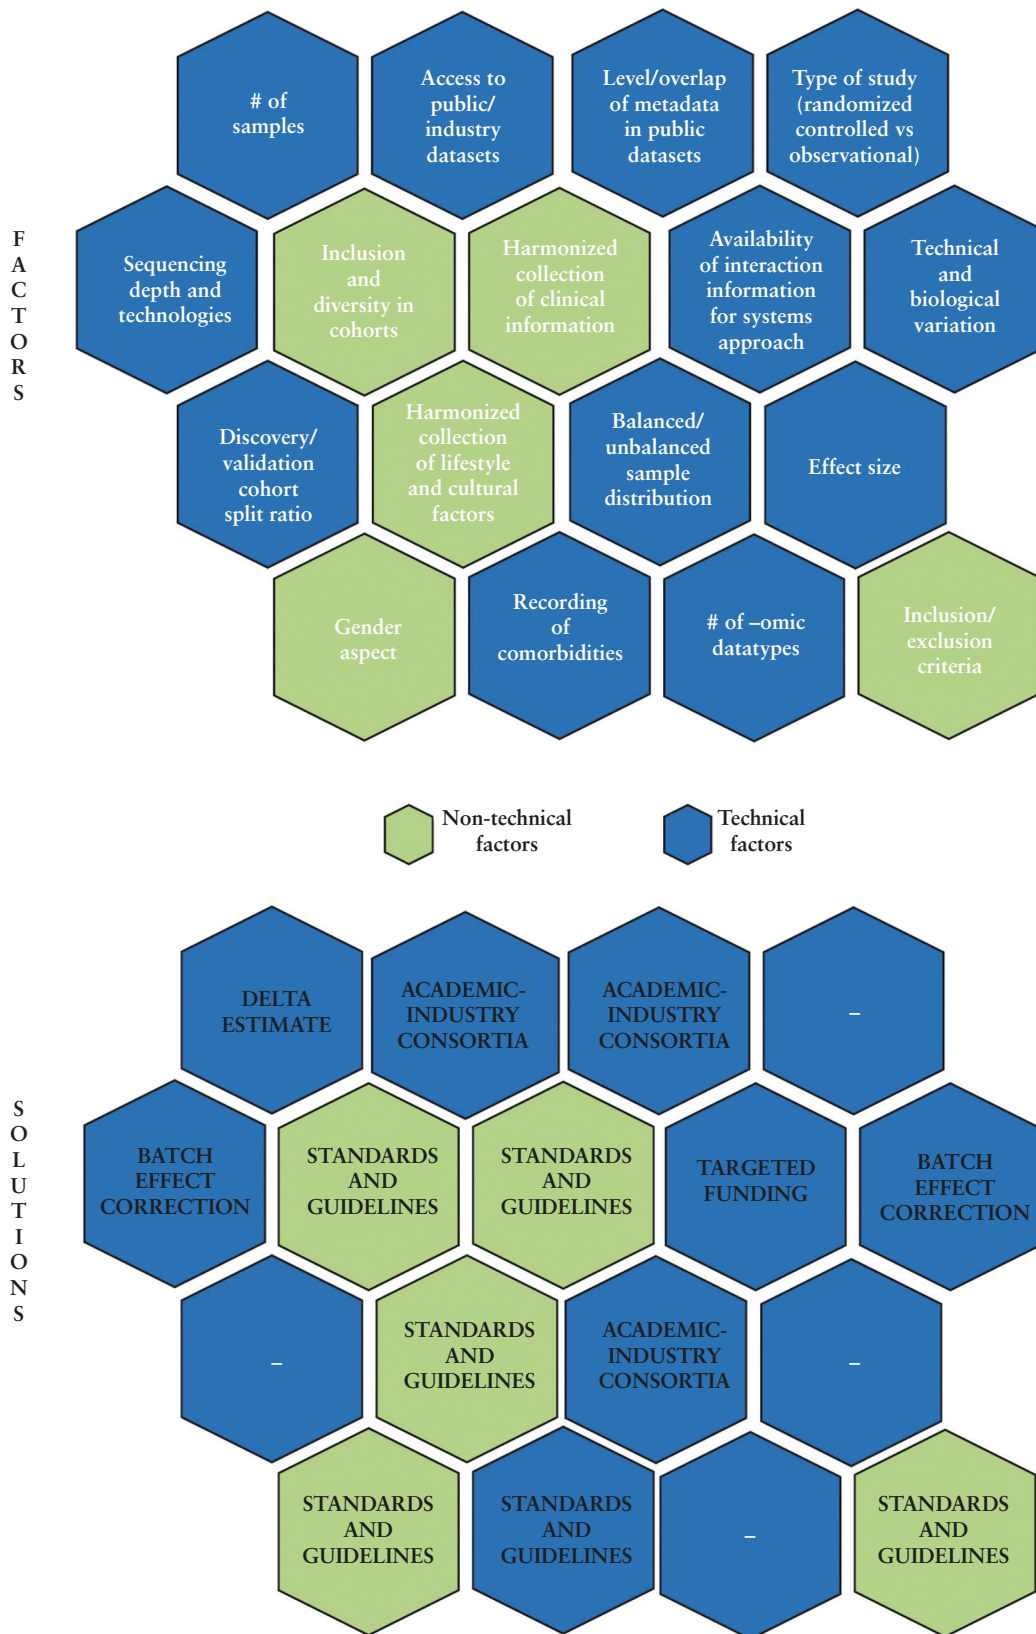 FACTORS
# of
samples
Access to
public/
industry
datasets
Level/overlap
of metadata
in public
datasets
Type of study
(randomized
controlled vs
observational)
Sequencing
depth and
technologies
Inclusion
and
diversity in
cohorts
Harmonized
collection
of clinical
information
Availability
of interaction
information
for systems
approach
Technical
and
biological
variation
Discovery/
validation
cohort
split ratio
Harmonized
collection
of lifestyle
and cultural
factors
Balanced/
unbalanced
sample
distribution
Effect size
Gender
aspect
Recording
of
comorbidities
# of –omic
datatypes
Inclusion/
exclusion
criteria
Non-technical
factors
Technical
factors
SOLUTIONS
DELTA
ESTIMATE
ACADEMIC-
INDUSTRY
CONSORTIA
ACADEMIC-
INDUSTRY
CONSORTIA
–
BATCH
EFFECT
CORRECTION
STANDARDS
AND
GUIDELINES
STANDARDS
AND
GUIDELINES
TARGETED
FUNDING
BATCH
EFFECT
CORRECTION
–
STANDARDS
AND
GUIDELINES
ACADEMIC-
INDUSTRY
CONSORTIA
–
STANDARDS
AND
GUIDELINES
STANDARDS
AND
GUIDELINES
–
STANDARDS
AND
GUIDELINES